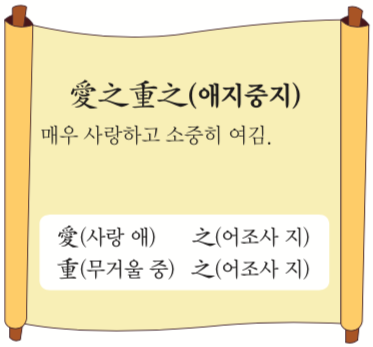 愛之重之(애지중지)
매우 사랑하고 소중히 여김.
愛(사랑 애) 之(어조사 지)
重(무거울 중) 之(어조사 지)